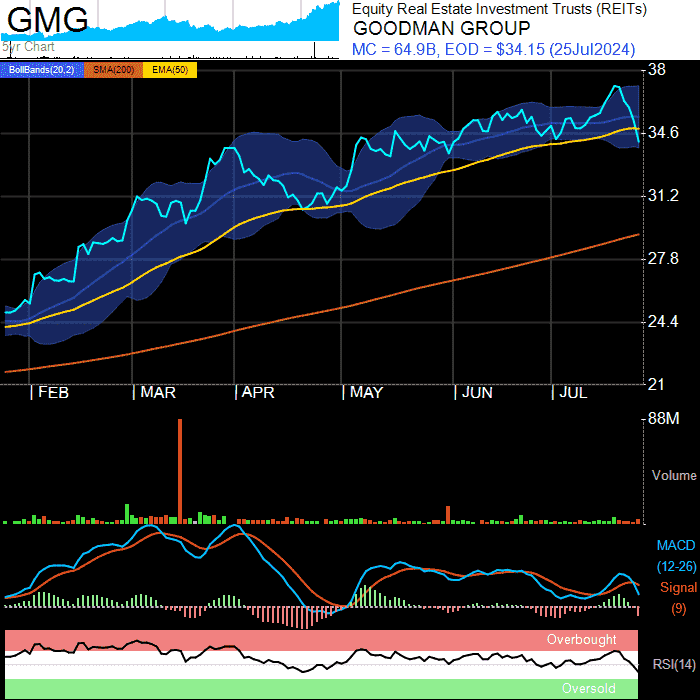 GMG
5yr Chart
Equity Real Estate Investment Trusts (REITs)
GOODMAN GROUP
MC = 64.9B, EOD = $34.15 (25Jul2024)
BollBands(20,2) SMA(200) EMA(50)
38
34.6
31.2
27.8
24.4
21
FEB MAR APR MAY JUN JUL
88M
Volume
MACD
(12-26)
Signal
(9)
Overbought
RSI(14)
Oversold